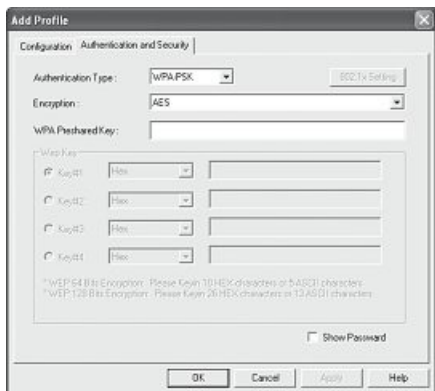 Add Profile
Configuration Authentication and Security
Authentication Type : WPA-PSK 802.1x Setting
Encryption : AES
WPA Preshared Key :
Wep Key
Key#1 Hex
Key#2 Hex
Key#3 Hex
Key#4 Hex
* WEP 64 Bits Encryption : Please Keyin 10 HEX characters or 5 ASCII characters
* WEP 128 Bits Encryption : Please Keyin 26 HEX characters or 13 ASCII characters
Show Password
OK Cancel Apply Help